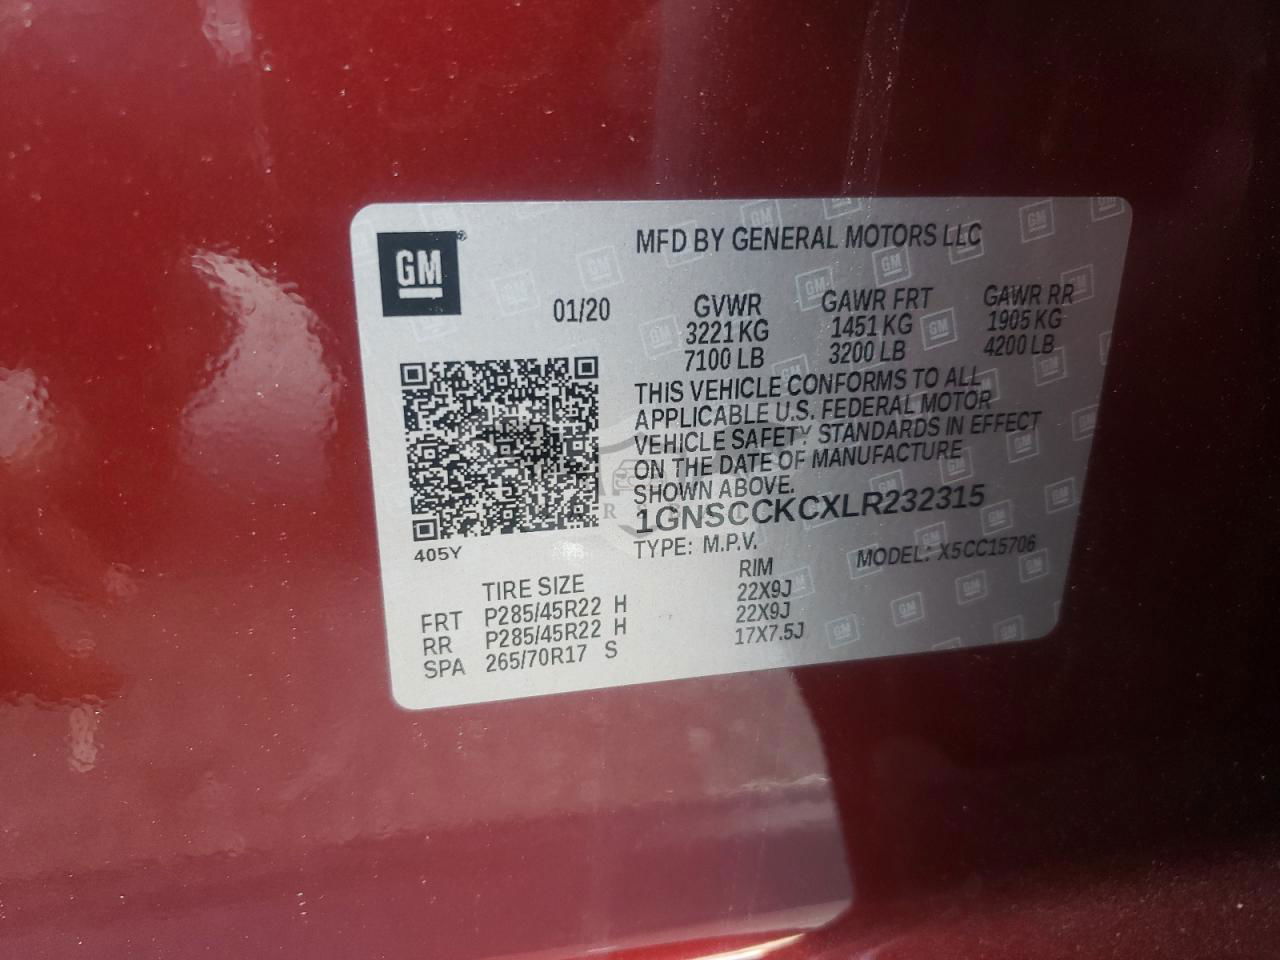 GM®
MFD BY GENERAL MOTORS LLC
01/20
GVWR GAWR FRT GAWR RR
3221 KG 1451 KG 1905 KG
7100 LB 3200 LB 4200 LB
THIS VEHICLE CONFORMS TO ALL
APPLICABLE U.S. FEDERAL MOTOR
VEHICLE SAFETY STANDARDS IN EFFECT
ON THE DATE OF MANUFACTURE
SHOWN ABOVE.
1GNSCCKCXLR232315
405Y
TYPE: M.P.V. MODEL: X5CC15706
TIRE SIZE RIM
FRT P285/45R22 H 22X9J
RR P285/45R22 H 22X9J
SPA 265/70R17 S 17X7.5J